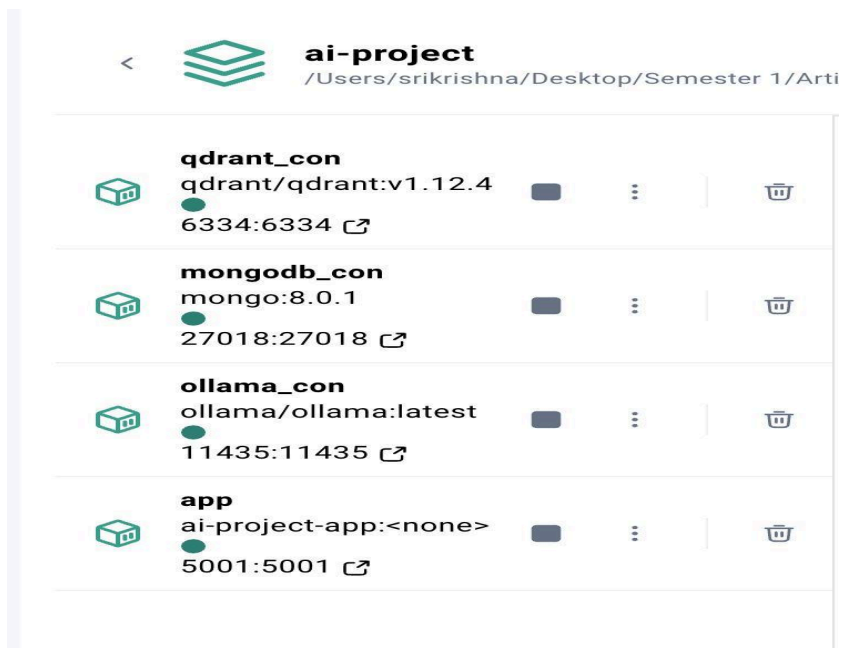 ai-project
/Users/srikrishna/Desktop/Semester 1/Arti
qdrant_con
qdrant/qdrant:v1.12.4
6334:6334
mongodb_con
mongo:8.0.1
27018:27018
ollama_con
ollama/ollama:latest
11435:11435
app
ai-project-app:<none>
5001:5001